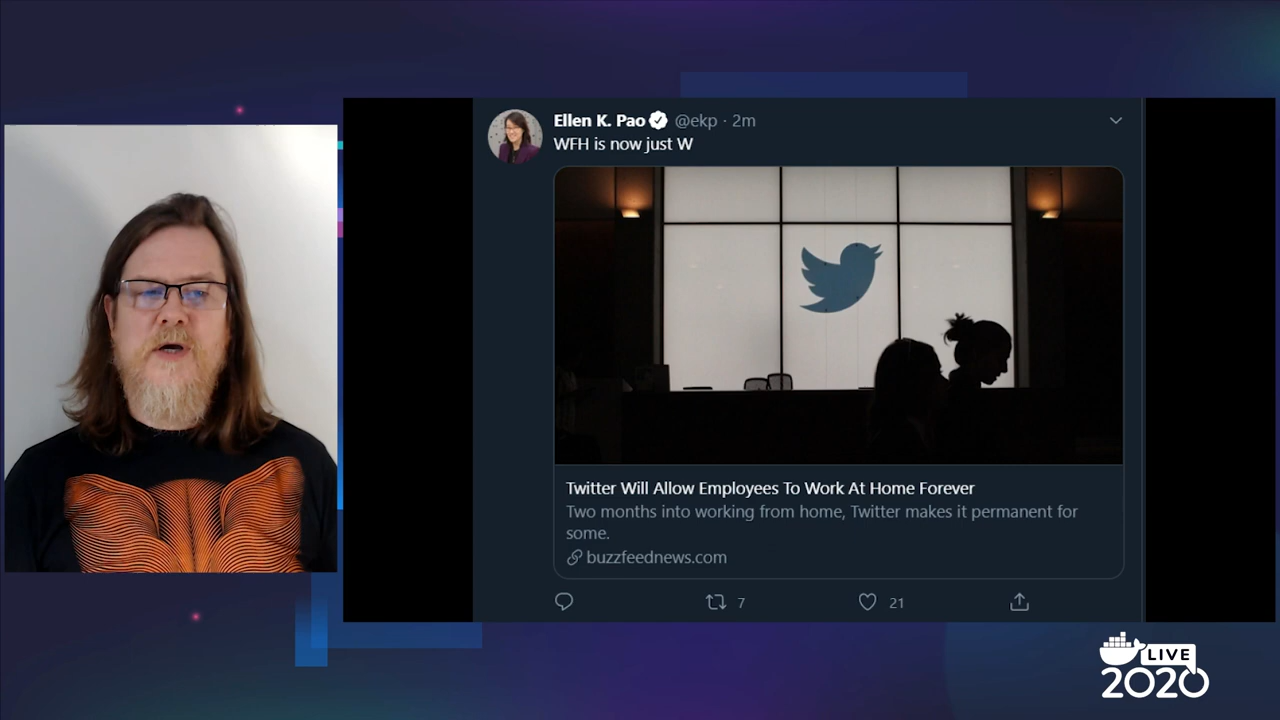 Ellen K. Pao @ekp · 2m
WFH is now just W
Twitter Will Allow Employees To Work At Home Forever
Two months into working from home, Twitter makes it permanent for
some.
buzzfeednews.com
7 21
LIVE
2020